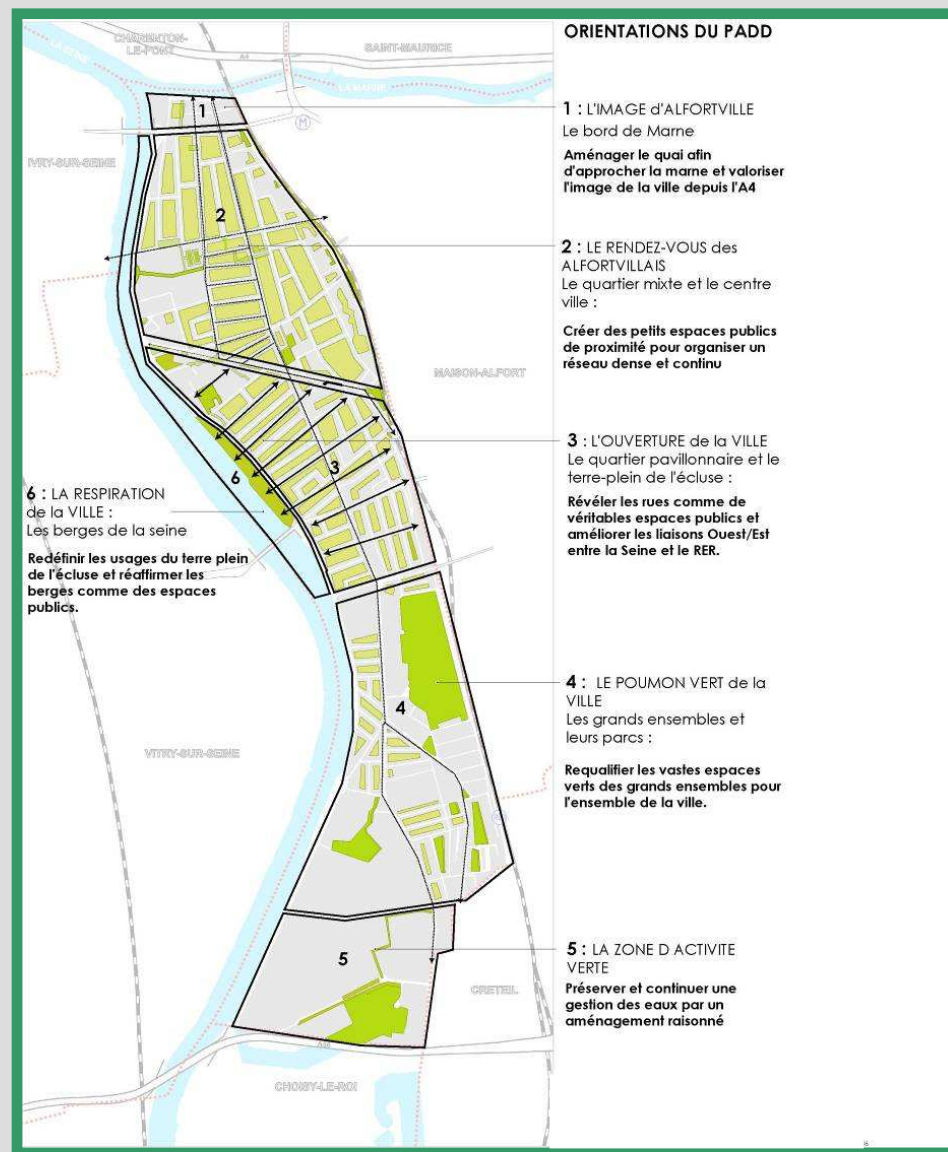 ORIENTATIONS DU PADD
CHARENTON-
LE-PONT
SAINT-MAURICE
LA SEINE
A4
LA MARNE
M
IVRY-SUR-SEINE
MAISON-ALFORT
VITRY-SUR-SEINE
CRETEIL
CHOISY-LE-ROI
1
2
3
6
4
5
1 : L'IMAGE d'ALFORTVILLE
Le bord de Marne
Aménager le quai afin
d'approcher la marne et valoriser
l'image de la ville depuis l'A4
2 : LE RENDEZ-VOUS des
ALFORTVILLAIS
Le quartier mixte et le centre
ville :
Créer des petits espaces publics
de proximité pour organiser un
réseau dense et continu
3 : L'OUVERTURE de la VILLE
Le quartier pavillonnaire et le
terre-plein de l'écluse :
Révéler les rues comme de
véritables espaces publics et
améliorer les liaisons Ouest/Est
entre la Seine et le RER.
6 : LA RESPIRATION
de la VILLE :
Les berges de la seine
Redéfinir les usages du terre plein
de l'écluse et réaffirmer les
berges comme des espaces
publics.
4 : LE POUMON VERT de la
VILLE
Les grands ensembles et
leurs parcs :
Requalifier les vastes espaces
verts des grands ensembles pour
l'ensemble de la ville.
5 : LA ZONE D ACTIVITE
VERTE
Préserver et continuer une
gestion des eaux par un
aménagement raisonné